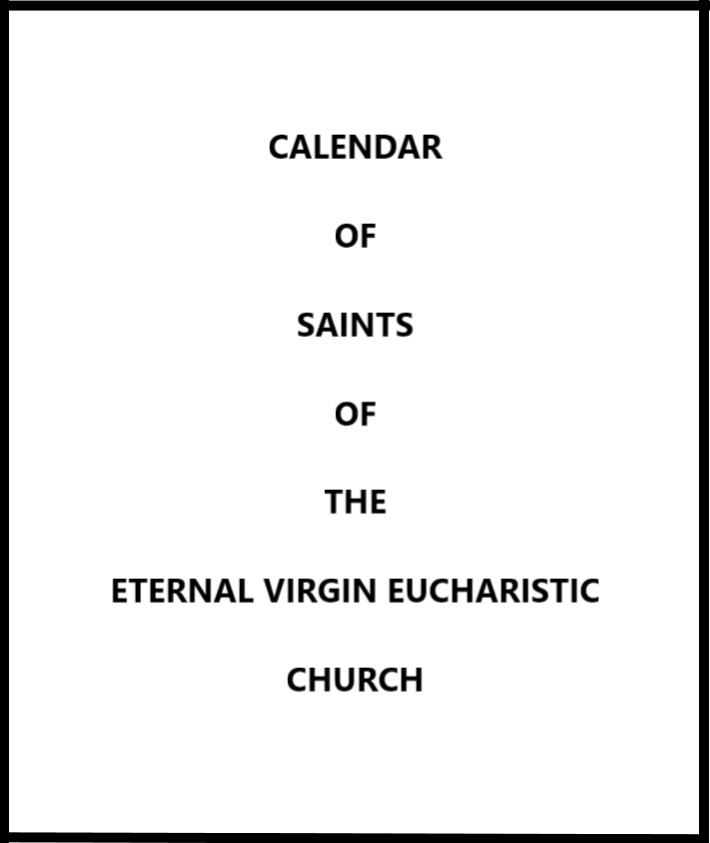 CALENDAR
OF
SAINTS
OF
THE
ETERNAL VIRGIN EUCHARISTIC
CHURCH